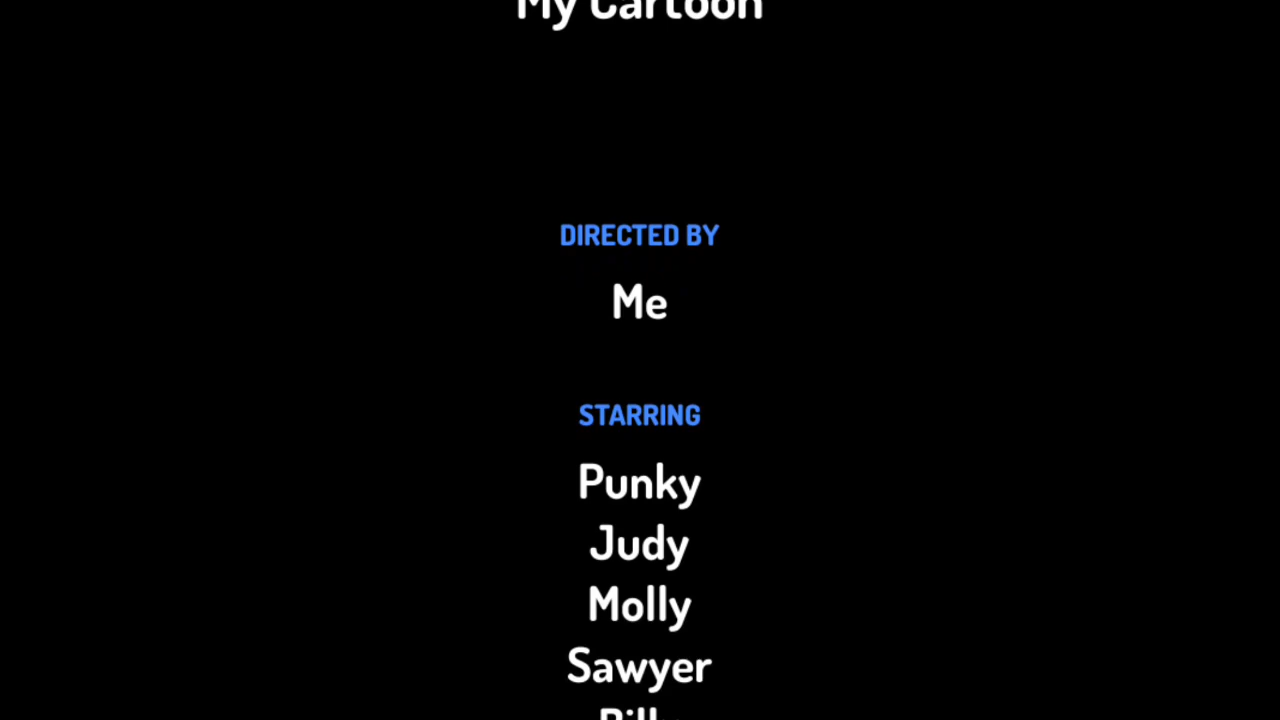 My Cartoon
DIRECTED BY
Me
STARRING
Punky
Judy
Molly
Sawyer